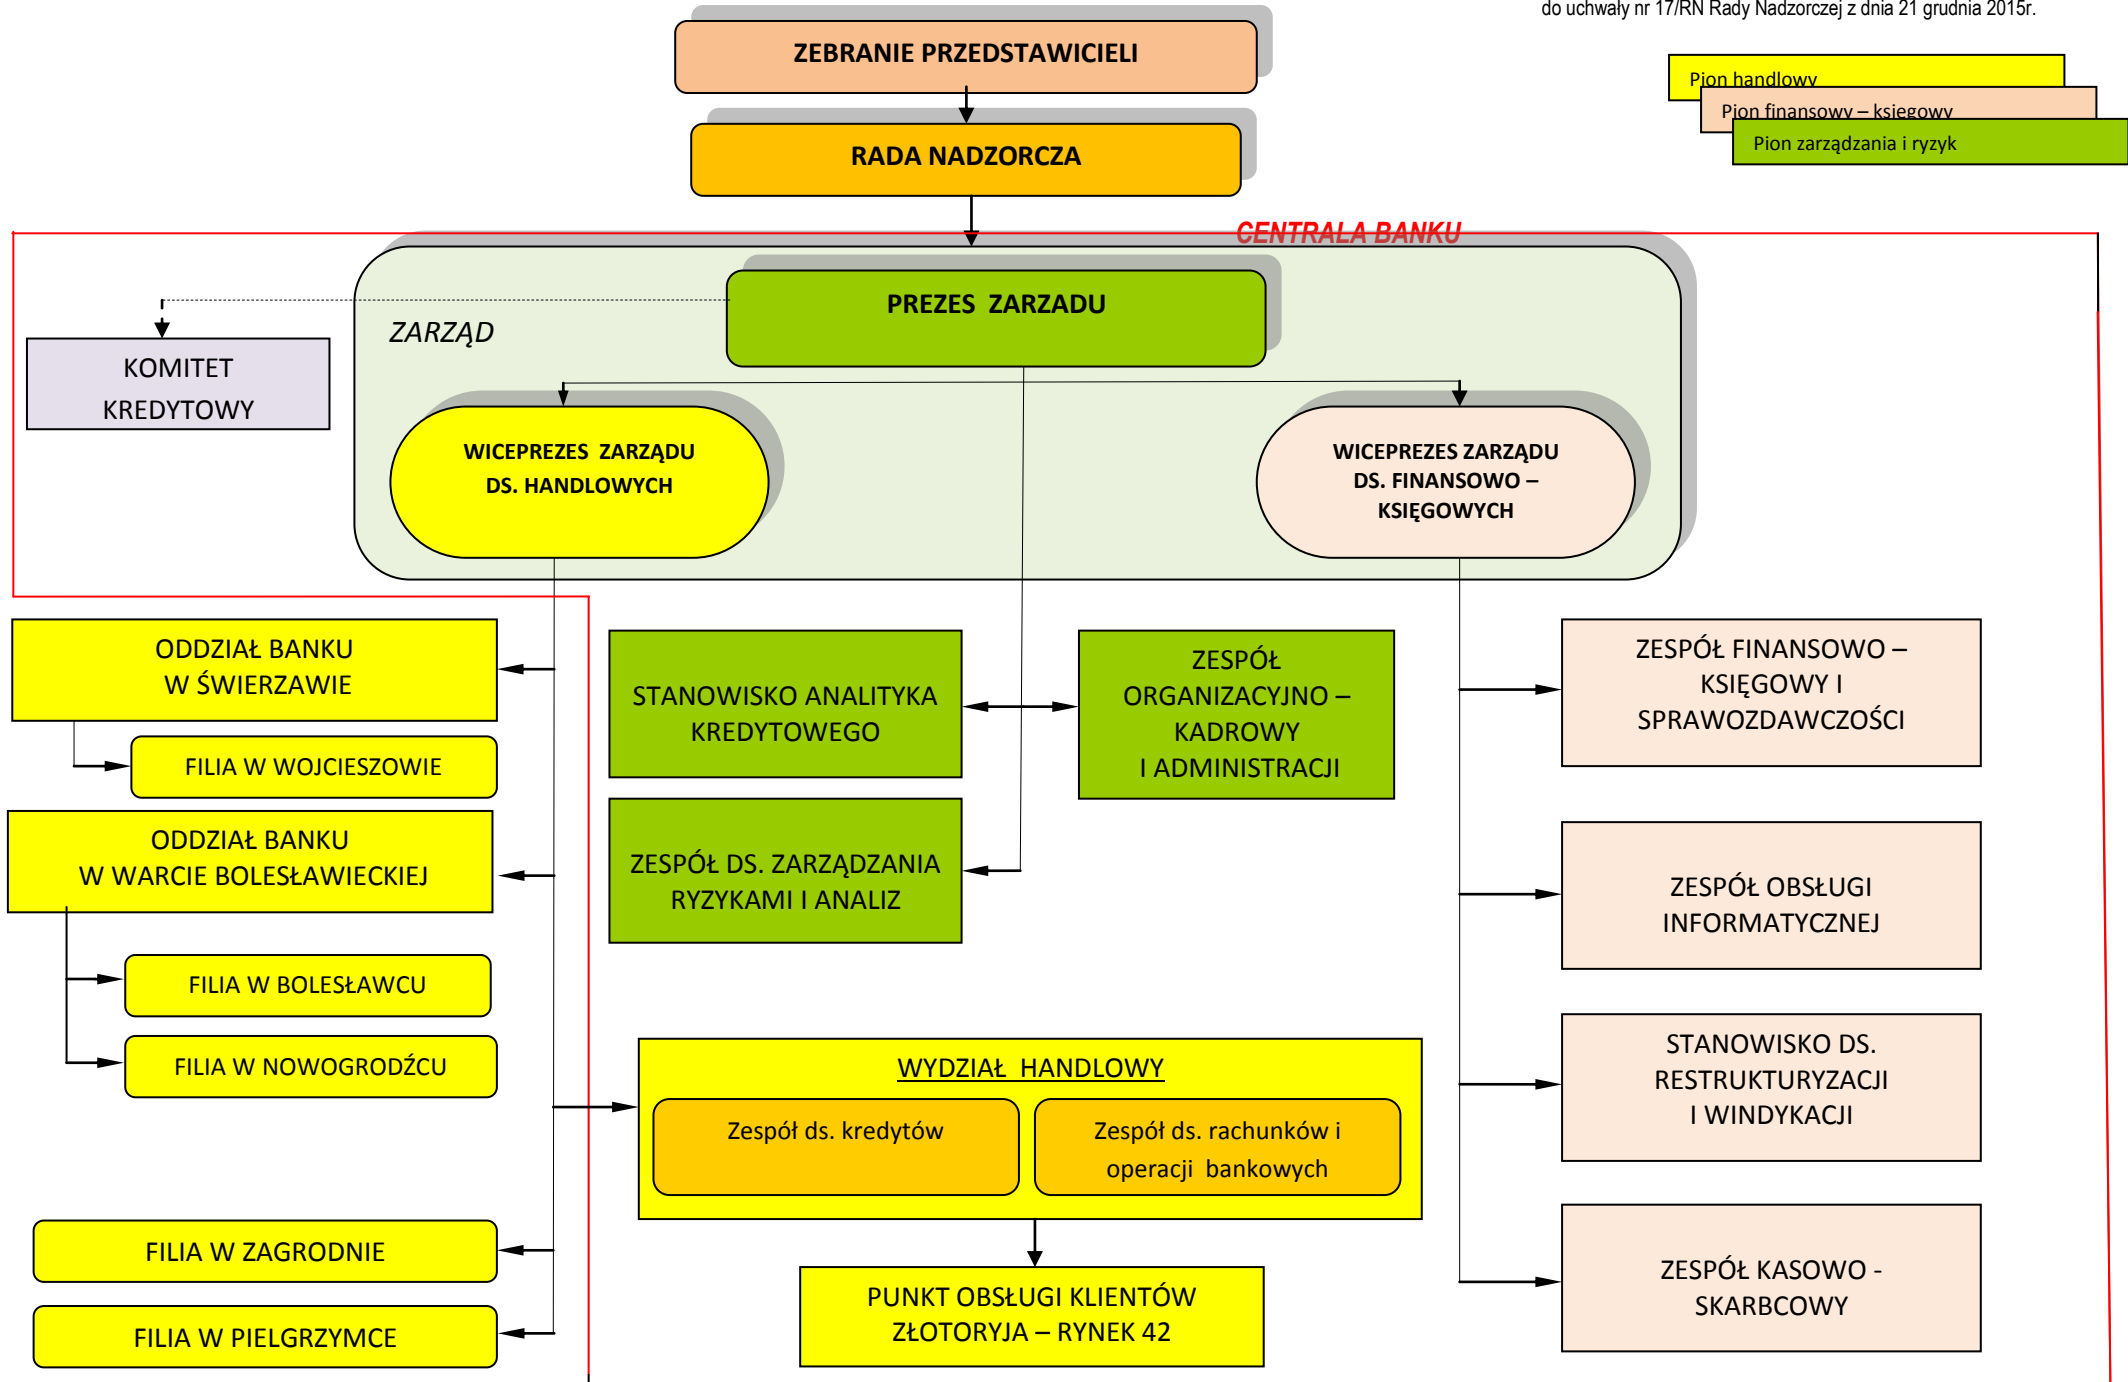 do uchwały nr 17/RN Rady Nadzorczej z dnia 21 grudnia 2015r.
ZEBRANIE PRZEDSTAWICIELI
Pion handlowy
Pion finansowy – księgowy
Pion zarządzania i ryzyk
RADA NADZORCZA
CENTRALA BANKU
PREZES ZARZADU
ZARZĄD
KOMITET
KREDYTOWY
WICEPREZES ZARZĄDU
DS. HANDLOWYCH
WICEPREZES ZARZĄDU
DS. FINANSOWO –
KSIĘGOWYCH
ODDZIAŁ BANKU
W ŚWIERZAWIE
FILIA W WOJCIESZOWIE
ODDZIAŁ BANKU
W WARCIE BOLESŁAWIECKIEJ
FILIA W BOLESŁAWCU
FILIA W NOWOGRODŹCU
FILIA W ZAGRODNIE
FILIA W PIELGRZYMCE
STANOWISKO ANALITYKA
KREDYTOWEGO
ZESPÓŁ
ORGANIZACYJNO –
KADROWY
I ADMINISTRACJI
ZESPÓŁ DS. ZARZĄDZANIA
RYZYKAMI I ANALIZ
WYDZIAŁ HANDLOWY
Zespół ds. kredytów
Zespół ds. rachunków i
operacji bankowych
PUNKT OBSŁUGI KLIENTÓW
ZŁOTORYJA – RYNEK 42
ZESPÓŁ FINANSOWO –
KSIĘGOWY I
SPRAWOZDAWCZOŚCI
ZESPÓŁ OBSŁUGI
INFORMATYCZNEJ
STANOWISKO DS.
RESTRUKTURYZACJI
I WINDYKACJI
ZESPÓŁ KASOWO -
SKARBCOWY